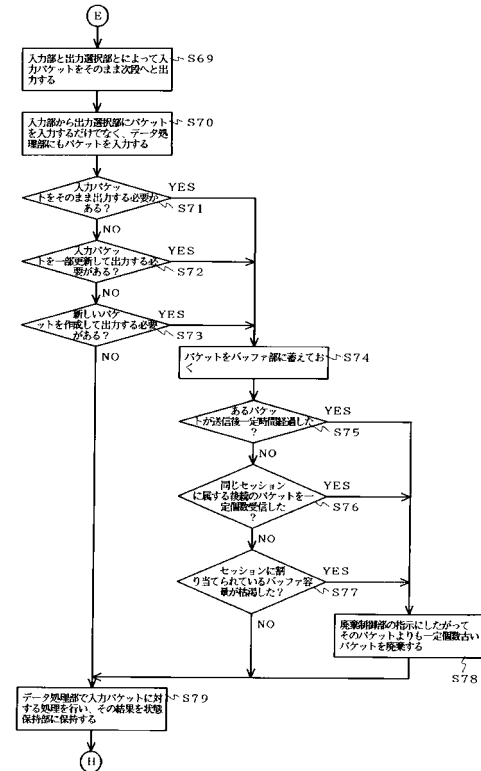 E
入力部と出力選択部とによって入
力パケットをそのまま次段へと出
力する
S69
入力部から出力選択部にパケット
を入力するだけでなく、データ処
理部にもパケットを入力する
S70
入力パケッ
トをそのまま出力する必要が
ある?
YES
S71
NO
入力パケッ
トを一部更新して出力する必
要がある?
YES
S72
NO
新しいパケ
ットを作成して出力する必要
がある?
YES
S73
NO
パケットをバッファ部に蓄えてお
く
S74
あるパケッ
トが送信後一定時間経過した
?
YES
S75
NO
同じセッション
に属する後続のパケットを一
定個数受信した
?
YES
S76
NO
セッションに割
り当てられているバッファ容
量が枯渇した?
YES
S77
NO
廃棄制御部の指示にしたがって
そのパケットよりも一定個数古い
パケットを廃棄する
S78
データ処理部で入力パケットに対
する処理を行い、その結果を状態
保持部に保持する
S79
H